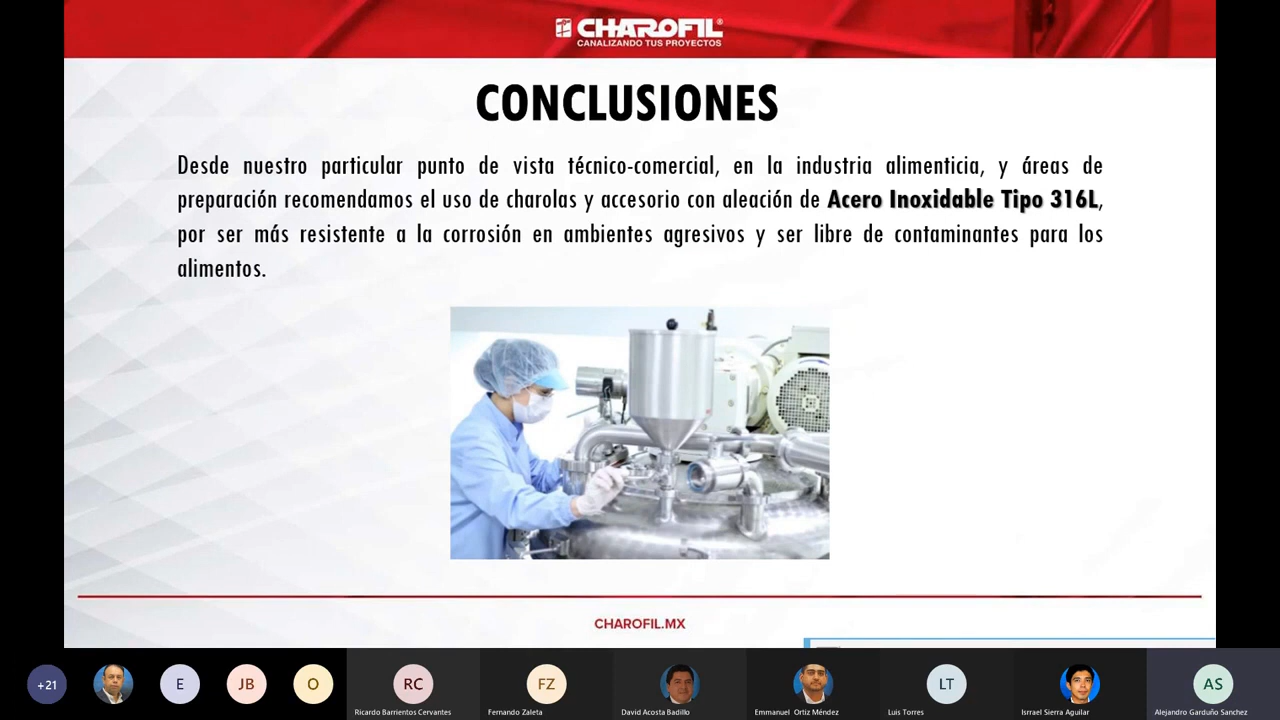 CHAROFIL®
CANALIZANDO TUS PROYECTOS
CONCLUSIONES
Desde nuestro particular punto de vista técnico-comercial, en la industria alimenticia, y áreas de
preparación recomendamos el uso de charolas y accesorio con aleación de Acero Inoxidable Tipo 316L,
por ser más resistente a la corrosión en ambientes agresivos y ser libre de contaminantes para los
alimentos.
CHAROFIL.MX
+21
E
JB
O
RC
FZ
LT
AS
Ricardo Barrientos Cervantes
Fernando Zaleta
David Acosta Badillo
Emmanuel Ortiz Méndez
Luis Torres
Isrrael Sierra Aguilar
Alejandro Garduño Sanchez